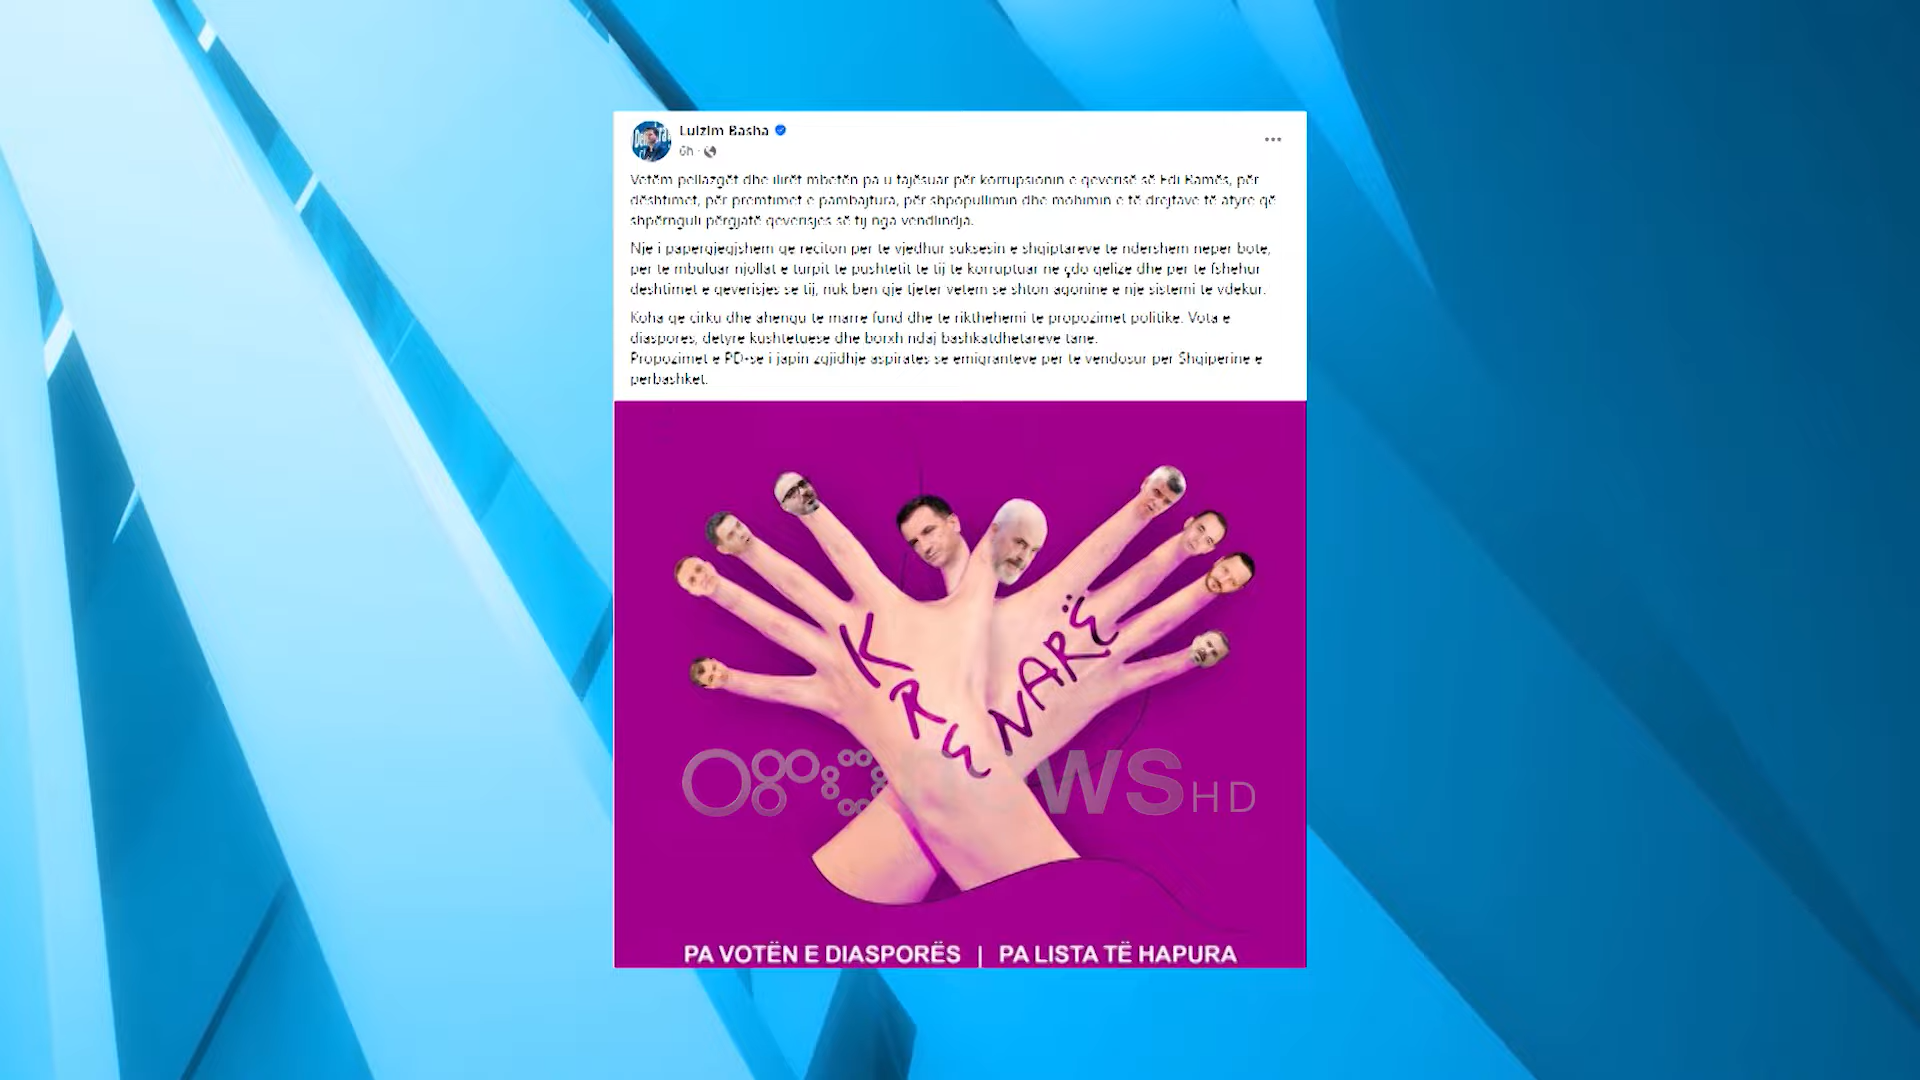 Lulzim Basha
6h
Vetëm pellazgët dhe ilirët mbetën pa u fajësuar për korrupsionin e qeverisë së Edi Ramës, për
dështimet, për premtimet e pambajtura, për shpopullimin dhe mohimin e të drejtave të atyre që
shpërnguli përgjatë qeverisjes së tij nga vendlindja.
Nje i papergjegjshem qe reciton per te vjedhur suksesin e shqiptareve te ndershem neper bote,
per te mbuluar njollat e turpit te pushtetit te tij te korruptuar ne çdo qelize dhe per te fshehur
deshtimet e qeverisjes se tij, nuk ben gje tjeter vetem se shton agonine e nje sistemi te vdekur.
Koha qe cirku dhe ahengu te marre fund dhe te rikthehemi te propozimet politike. Vota e
diaspores, detyre kushtetuese dhe borxh ndaj bashkatdhetareve tane.
Propozimet e PD-se i japin zgjidhje aspirates se emigranteve per te vendosur per Shqiperine e
perbashket.
KRENARË
NEWS HD
PA VOTËN E DIASPORËS | PA LISTA TË HAPURA